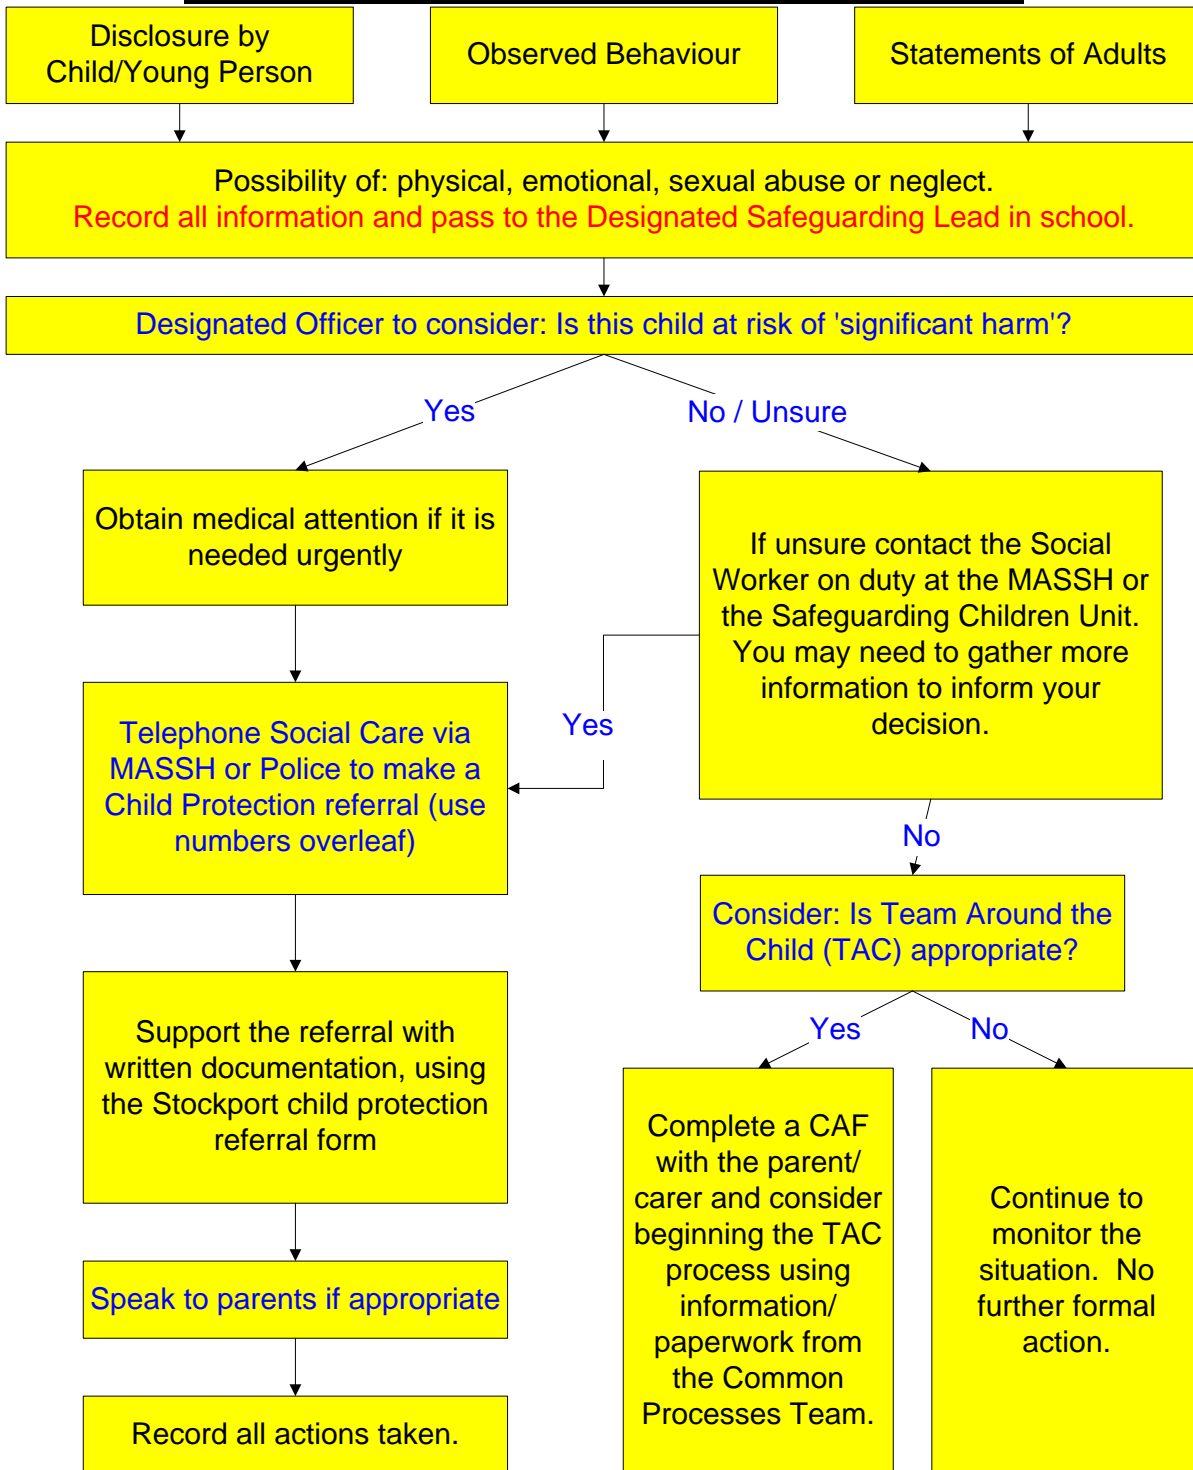 Disclosure by
Child/Young Person
Observed Behaviour
Statements of Adults
Possibility of: physical, emotional, sexual abuse or neglect.
Record all information and pass to the Designated Safeguarding Lead in school.
Designated Officer to consider: Is this child at risk of 'significant harm'?
Yes
No / Unsure
Obtain medical attention if it is
needed urgently
If unsure contact the Social
Worker on duty at the MASSH or
the Safeguarding Children Unit.
You may need to gather more
information to inform your
decision.
Yes
Telephone Social Care via
MASSH or Police to make a
Child Protection referral (use
numbers overleaf)
No
Consider: Is Team Around the
Child (TAC) appropriate?
Support the referral with
written documentation, using
the Stockport child protection
referral form
Yes
No
Complete a CAF
with the parent/
carer and consider
beginning the TAC
process using
information/
paperwork from
the Common
Processes Team.
Continue to
monitor the
situation.  No
further formal
action.
Speak to parents if appropriate
Record all actions taken.